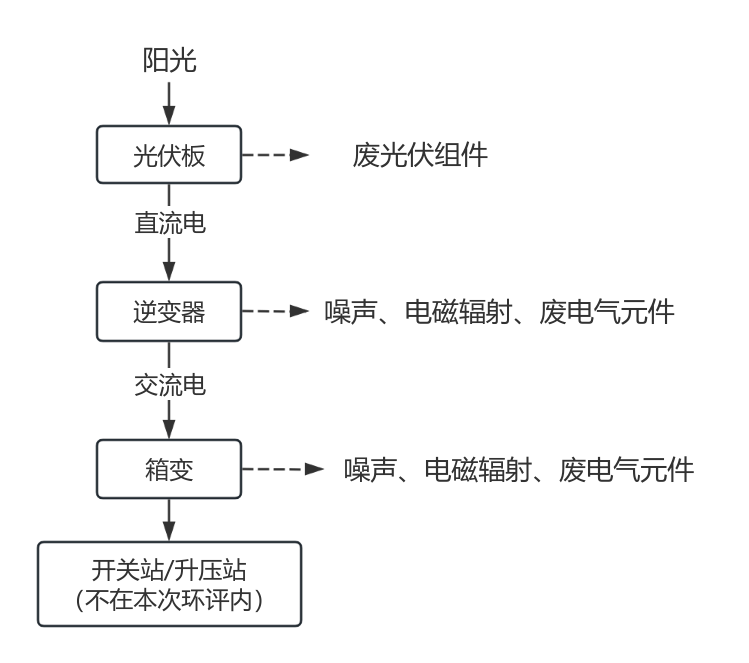 阳光
光伏板
废光伏组件
直流电
逆变器
噪声、电磁辐射、废电气元件
交流电
箱变
噪声、电磁辐射、废电气元件
开关站/升压站
（不在本次环评内）